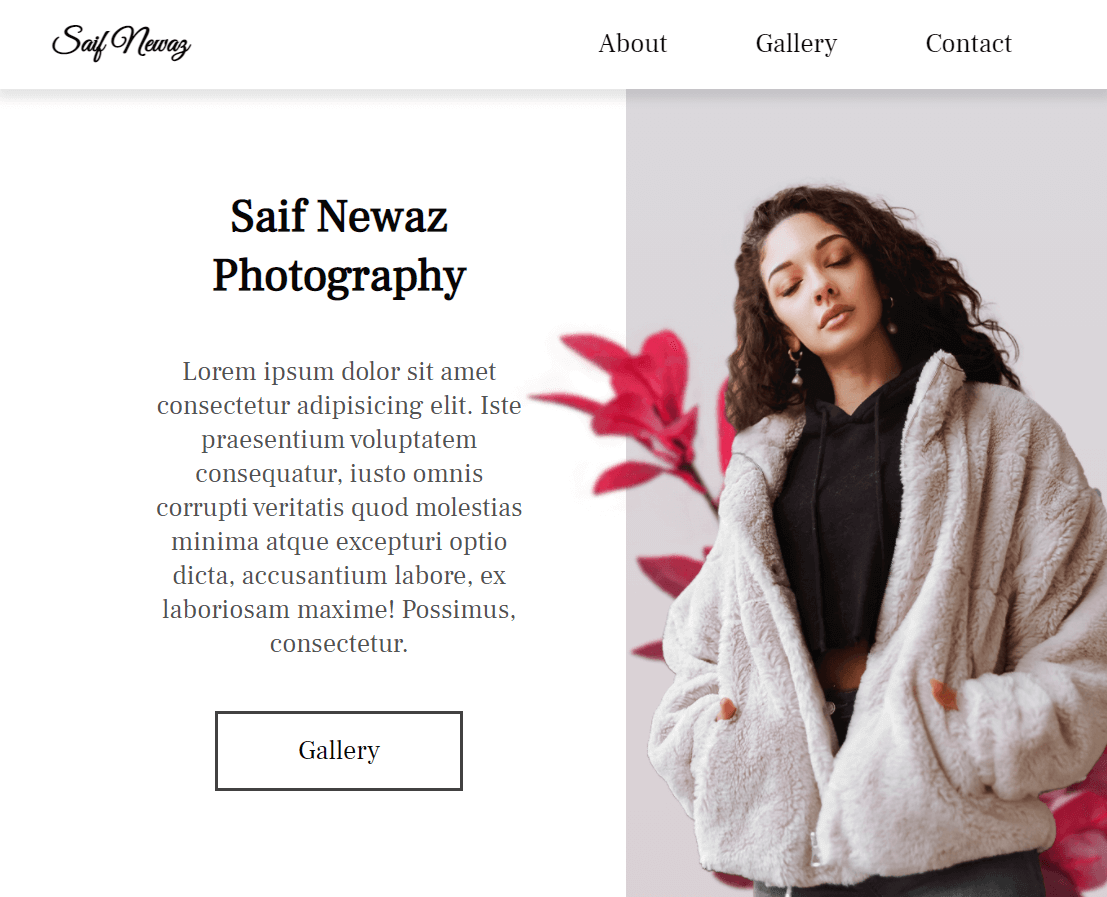 Saif Newaz
About
Gallery
Contact
Saif Newaz
Photography
Lorem ipsum dolor sit amet
consectetur adipisicing elit. Iste
praesentium voluptatem
consequatur, iusto omnis
corrupti veritatis quod molestias
minima atque excepturi optio
dicta, accusantium labore, ex
laboriosam maxime! Possimus,
consectetur.
Gallery